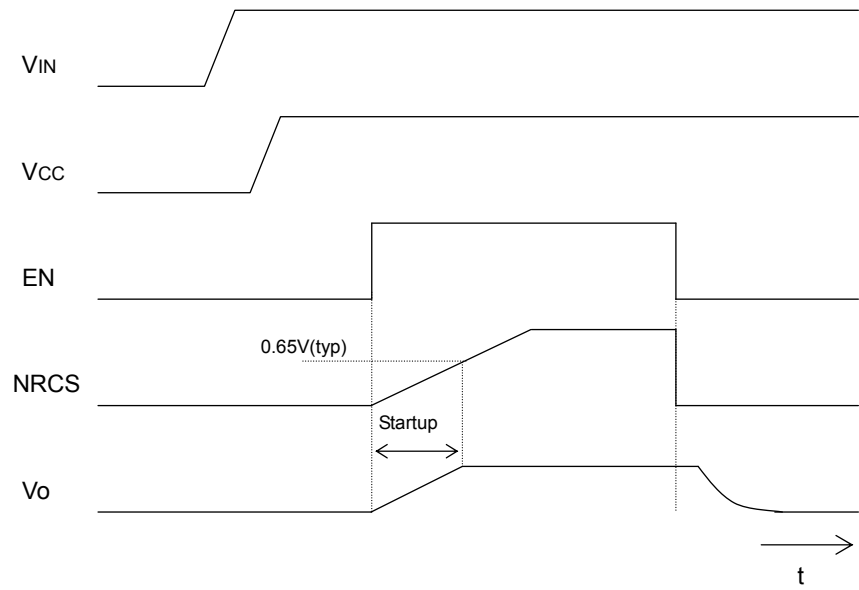 VIN
VCC
EN
0.65V(typ)
NRCS
Startup
Vo
t